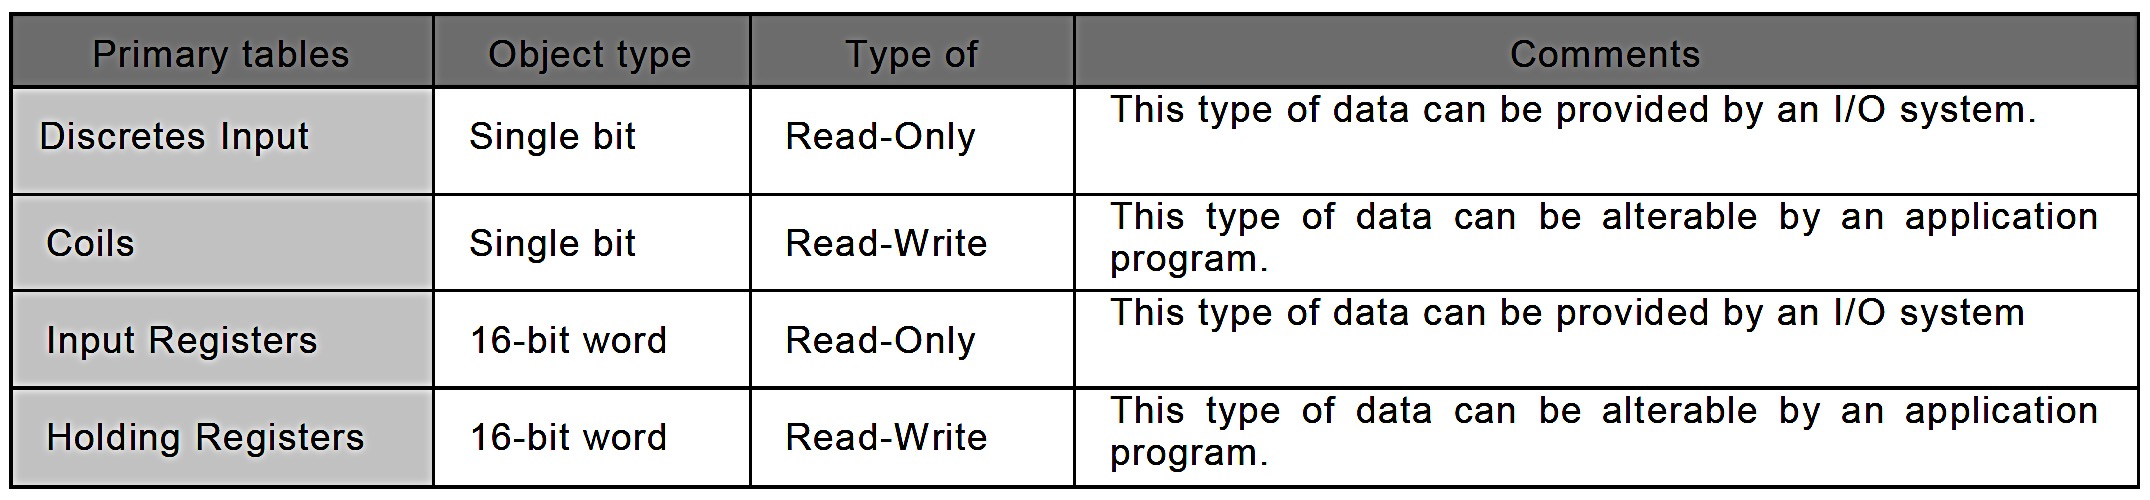 Primary tables Object type Type of Comments
Discretes Input Single bit Read-Only This type of data can be provided by an I/O system.
Coils Single bit Read-Write This type of data can be alterable by an application
program.
Input Registers 16-bit word Read-Only This type of data can be provided by an I/O system
Holding Registers 16-bit word Read-Write This type of data can be alterable by an application
program.